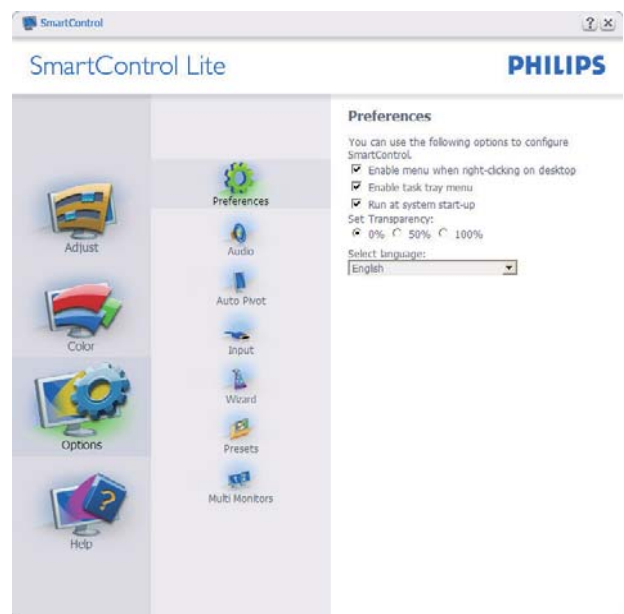 SmartControl
SmartControl Lite
PHILIPS
Adjust
Color
Options
Help
Preferences
Audio
Auto Pivot
Input
Wizard
Presets
Multi Monitors
Preferences
You can use the following options to configure
SmartControl.
Enable menu when right-clicking on desktop
Enable task tray menu
Run at system start-up
Set Transparency:
0% 50% 100%
Select language:
English